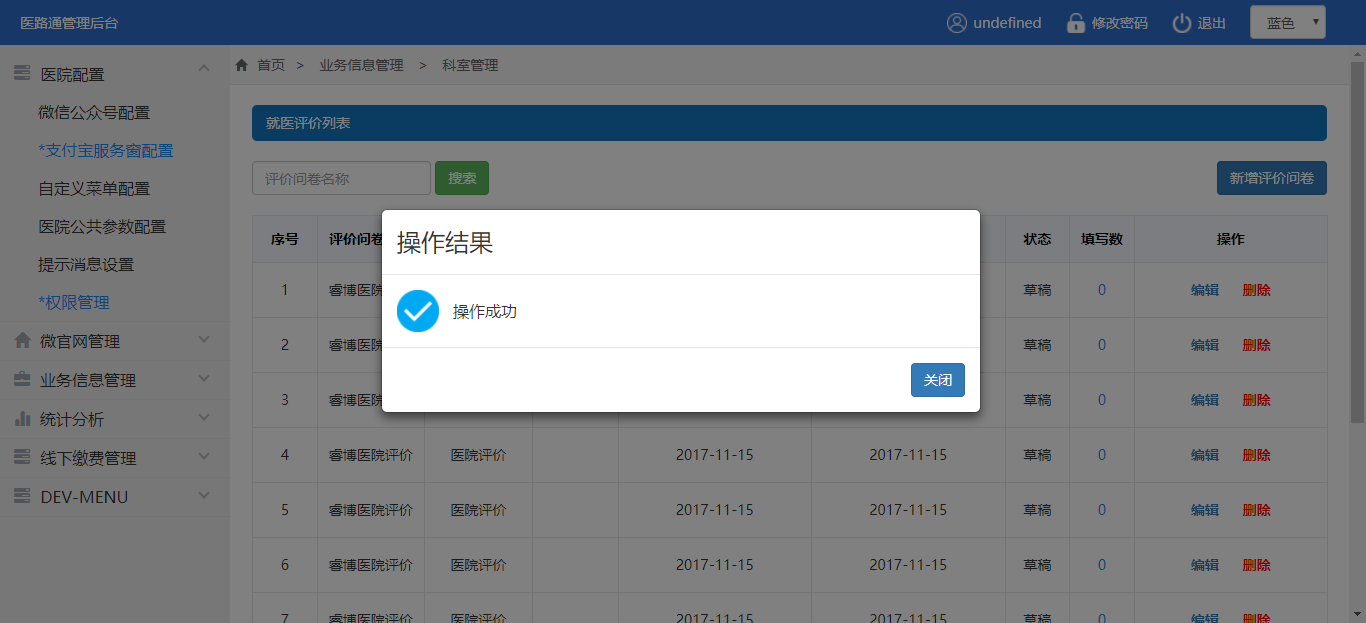 医路通管理后台 undefined 修改密码 退出 蓝色
医院配置
微信公众号配置
*支付宝服务窗配置
自定义菜单配置
医院公共参数配置
提示消息设置
*权限管理
微官网管理
业务信息管理
统计分析
线下缴费管理
DEV-MENU
首页 > 业务信息管理 > 科室管理
就医评价列表
评价问卷名称 搜索 新增评价问卷
序号 评价问卷 状态 填写数 操作
1 睿博医院 草稿 0 编辑 删除
2 睿博医院 草稿 0 编辑 删除
3 睿博医院 草稿 0 编辑 删除
4 睿博医院评价 医院评价 2017-11-15 2017-11-15 草稿 0 编辑 删除
5 睿博医院评价 医院评价 2017-11-15 2017-11-15 草稿 0 编辑 删除
6 睿博医院评价 医院评价 2017-11-15 2017-11-15 草稿 0 编辑 删除
7 睿博医院评价 医院评价 2017-11-15 2017-11-15 草稿 0 编辑 删除
操作结果
操作成功
关闭